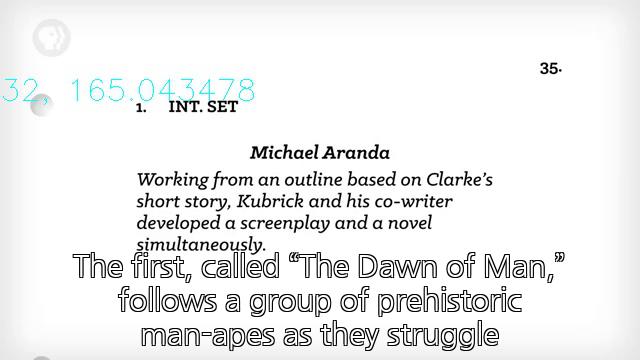 35.
32, 165.043478
1. INT. SET
Michael Aranda
Working from an outline based on Clarke's
short story, Kubrick and his co-writer
developed a screenplay and a novel
simultaneously.
The first, called “The Dawn of Man,”
follows a group of prehistoric
man-apes as they struggle